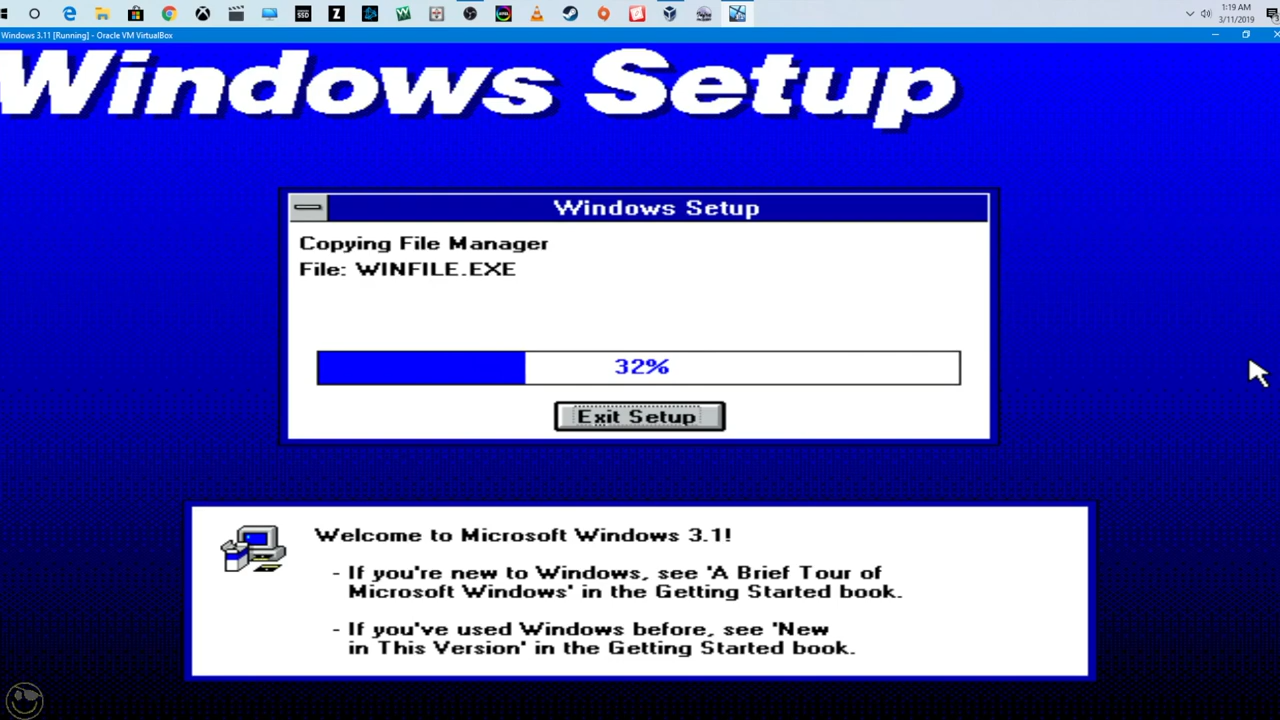 1:19 AM
3/11/2019
Windows 3.11 [Running] - Oracle VM VirtualBox
Windows Setup
Windows Setup
Copying File Manager
File: WINFILE.EXE
32%
Exit Setup
Welcome to Microsoft Windows 3.1!
- If you're new to Windows, see 'A Brief Tour of
Microsoft Windows' in the Getting Started book.
- If you've used Windows before, see 'New
in This Version' in the Getting Started book.